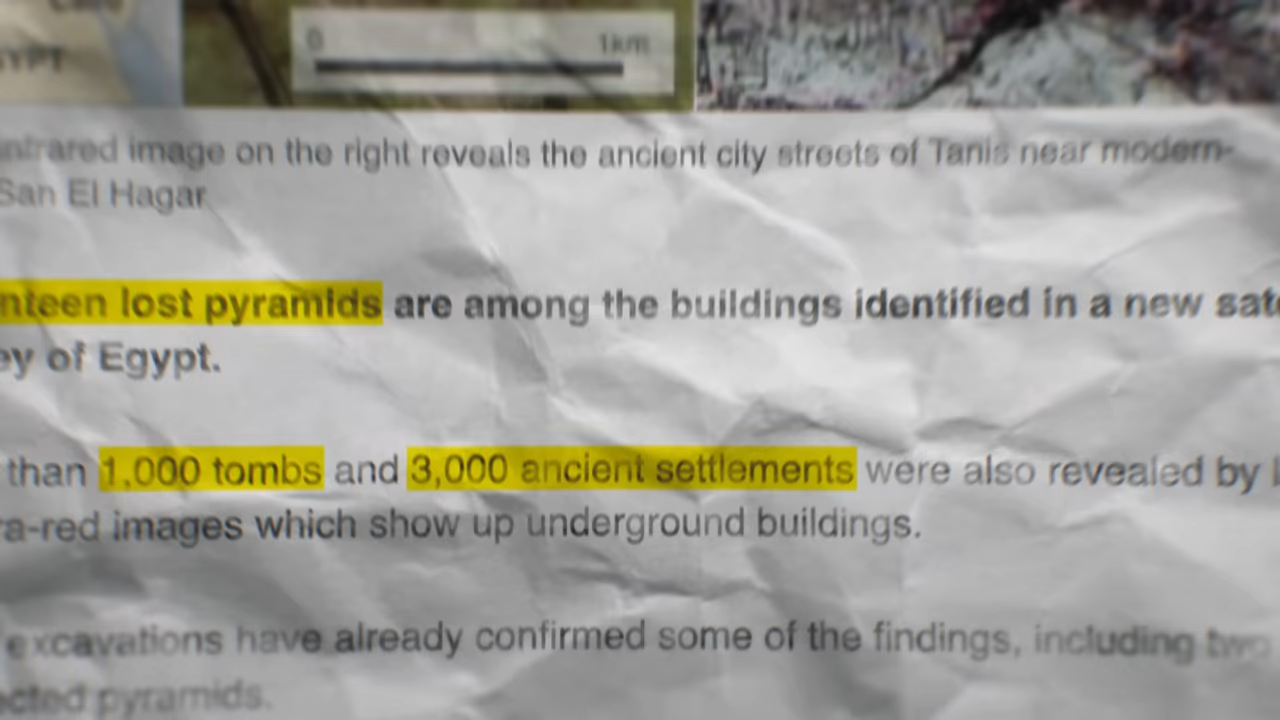 0 1km
image on the right reveals the ancient city streets of Tanis near modern-
San El Hagar
nteen lost pyramids are among the buildings identified in a new sat
ey of Egypt.
than 1,000 tombs and 3,000 ancient settlements were also revealed by
ra-red images which show up underground buildings.
excavations have already confirmed some of the findings, including two
cted pyramids.